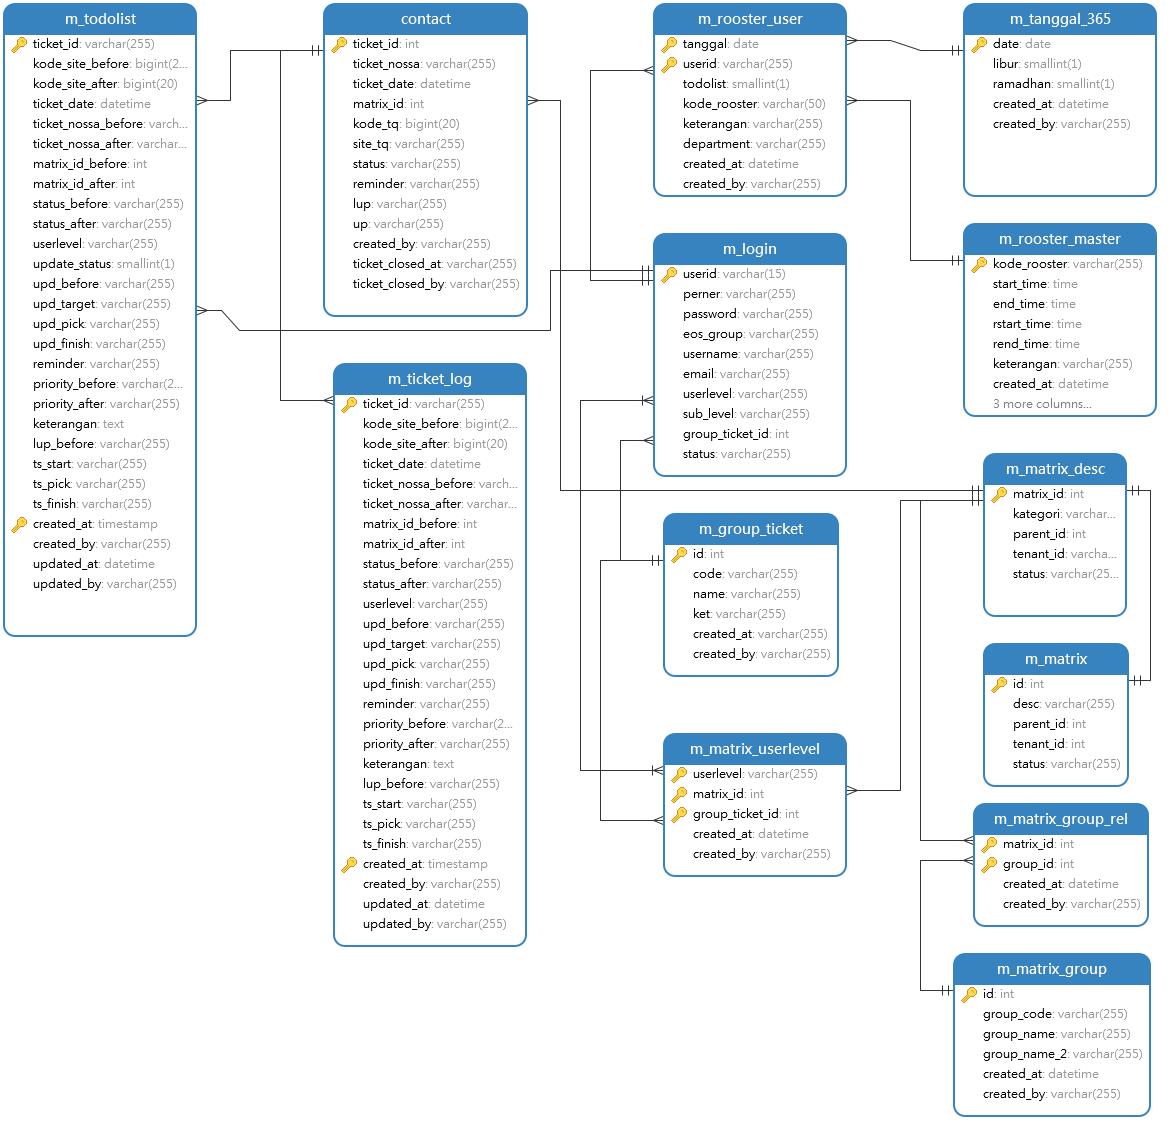 m_todolist
ticket_id: varchar(255)
kode_site_before: bigint(2...
kode_site_after: bigint(20)
ticket_date: datetime
ticket_nossa_before: varch...
ticket_nossa_after: varchar...
matrix_id_before: int
matrix_id_after: int
status_before: varchar(255)
status_after: varchar(255)
userlevel: varchar(255)
update_status: smallint(1)
upd_before: varchar(255)
upd_target: varchar(255)
upd_pick: varchar(255)
upd_finish: varchar(255)
reminder: varchar(255)
priority_before: varchar(2...
priority_after: varchar(255)
keterangan: text
lup_before: varchar(255)
ts_start: varchar(255)
ts_pick: varchar(255)
ts_finish: varchar(255)
created_at: timestamp
created_by: varchar(255)
updated_at: datetime
updated_by: varchar(255)
contact
ticket_id: int
ticket_nossa: varchar(255)
ticket_date: datetime
matrix_id: int
kode_tq: bigint(20)
site_tq: varchar(255)
status: varchar(255)
reminder: varchar(255)
lup: varchar(255)
up: varchar(255)
created_by: varchar(255)
ticket_closed_at: varchar(255)
ticket_closed_by: varchar(255)
m_ticket_log
ticket_id: varchar(255)
kode_site_before: bigint(2...
kode_site_after: bigint(20)
ticket_date: datetime
ticket_nossa_before: varch...
ticket_nossa_after: varchar...
matrix_id_before: int
matrix_id_after: int
status_before: varchar(255)
status_after: varchar(255)
userlevel: varchar(255)
upd_before: varchar(255)
upd_target: varchar(255)
upd_pick: varchar(255)
upd_finish: varchar(255)
reminder: varchar(255)
priority_before: varchar(2...
priority_after: varchar(255)
keterangan: text
lup_before: varchar(255)
ts_start: varchar(255)
ts_pick: varchar(255)
ts_finish: varchar(255)
created_at: timestamp
created_by: varchar(255)
updated_at: datetime
updated_by: varchar(255)
m_rooster_user
tanggal: date
userid: varchar(255)
todolist: smallint(1)
kode_rooster: varchar(50)
keterangan: varchar(255)
department: varchar(255)
created_at: datetime
created_by: varchar(255)
m_login
userid: varchar(15)
perner: varchar(255)
password: varchar(255)
eos_group: varchar(255)
username: varchar(255)
email: varchar(255)
userlevel: varchar(255)
sub_level: varchar(255)
group_ticket_id: int
status: varchar(255)
m_group_ticket
id: int
code: varchar(255)
name: varchar(255)
ket: varchar(255)
created_at: varchar(255)
created_by: varchar(255)
m_matrix_userlevel
userlevel: varchar(255)
matrix_id: int
group_ticket_id: int
created_at: datetime
created_by: varchar(255)
m_tanggal_365
date: date
libur: smallint(1)
ramadhan: smallint(1)
created_at: datetime
created_by: varchar(255)
m_rooster_master
kode_rooster: varchar(255)
start_time: time
end_time: time
rstart_time: time
rend_time: time
keterangan: varchar(255)
created_at: datetime
3 more columns...
m_matrix_desc
matrix_id: int
kategori: varchar...
parent_id: int
tenant_id: varcha...
status: varchar(25...
m_matrix
id: int
desc: varchar(255)
parent_id: int
tenant_id: int
status: varchar(255)
m_matrix_group_rel
matrix_id: int
group_id: int
created_at: datetime
created_by: varchar(255)
m_matrix_group
id: int
group_code: varchar(255)
group_name: varchar(255)
group_name_2: varchar(255)
created_at: datetime
created_by: varchar(255)